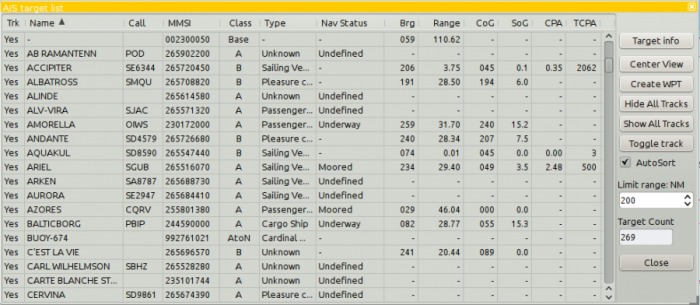 AIS target list
Trk Name Call MMSI Class Type Nav Status Brg Range CoG SoG CPA TCPA
Yes - 002300050 Base - - 059 110.62 - - - -
Yes AB RAMANTENN POD 265902200 A Unknown Undefined - - - - - -
Yes ACCIPITER SE6344 265720450 B Sailing Ve... - 206 3.75 045 0.1 0.35 2062
Yes ALBATROSS SMQU 265708820 B Pleasure c... - 191 28.50 194 6.0 - -
Yes ALINDE 265614580 A Unknown Undefined - - - - - -
Yes ALV-VIRA SJAC 265571320 A Passenger... Undefined - - - - - -
Yes AMORELLA OIWS 230172000 A Passenger... Underway 259 31.70 240 15.2 - -
Yes ANDANTE SD4579 265726680 B Pleasure c... - 240 28.34 207 7.5 - -
Yes AQUAKUL SD8590 265547440 B Sailing Ve... - 074 0.01 045 0.0 0.00 3
Yes ARIEL SGUB 265516070 A Sailing Ve... Moored 234 29.40 049 3.5 2.48 500
Yes ARKEN SA8787 265688730 A Sailing Ve... Undefined - - - - - -
Yes AURORA SE2947 265684410 A Sailing Ve... Undefined - - - - - -
Yes AZORES CQRV 255801380 A Passenger... Moored 029 46.04 000 0.0 - -
Yes BALTICBORG PBIP 244590000 A Cargo Ship Underway 082 28.77 055 15.3 - -
Yes BUOY-674 992761021 AtoN Cardinal ... - - - - - - -
Yes C'EST LA VIE 265696570 B Unknown - 241 20.44 089 0.0 - -
Yes CARL WILHELMSON SBHZ 265528280 A Unknown Undefined - - - - - -
Yes CARTE BLANCHE ST... 235101744 A Unknown Undefined - - - - - -
Yes CERVINA SD9861 265674390 A Pleasure c... Undefined - - - - - -
Target info
Center View
Create WPT
Hide All Tracks
Show All Tracks
Toggle track
AutoSort
Limit range: NM
200
Target Count
269
Close